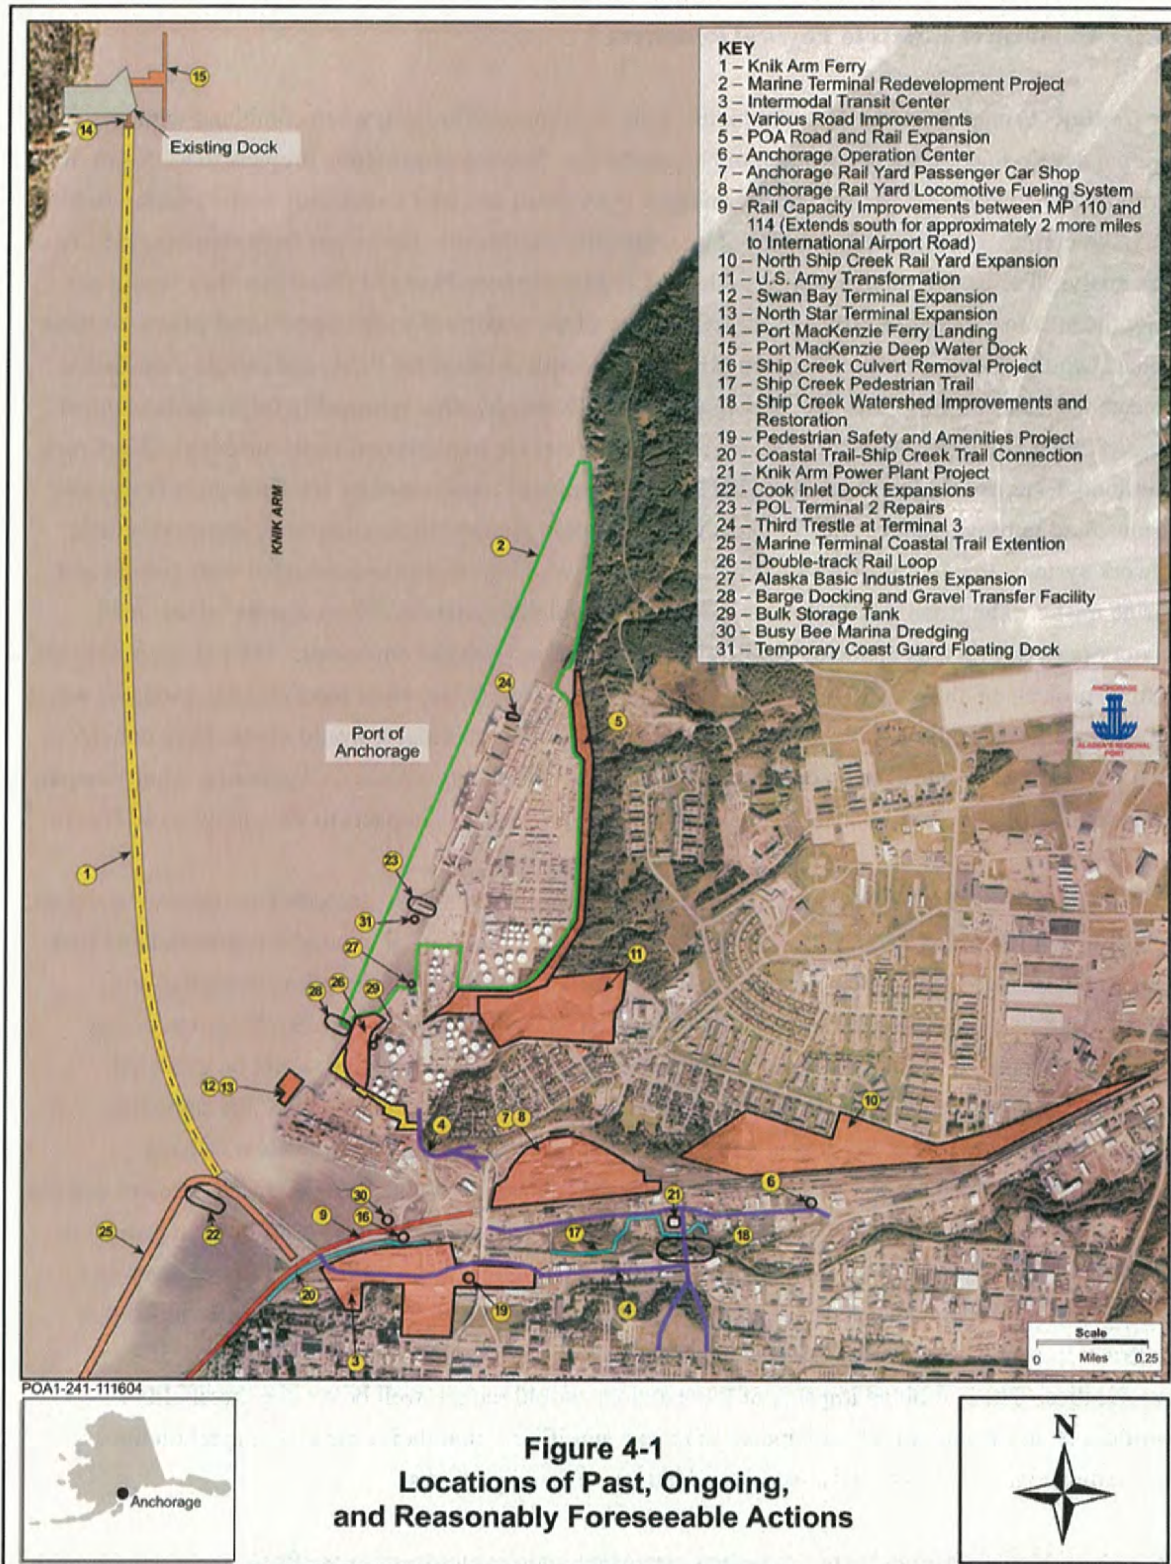 KEY
1 – Knik Arm Ferry
2 – Marine Terminal Redevelopment Project
3 – Intermodal Transit Center
4 – Various Road Improvements
5 – POA Road and Rail Expansion
6 – Anchorage Operation Center
7 – Anchorage Rail Yard Passenger Car Shop
8 – Anchorage Rail Yard Locomotive Fueling System
9 – Rail Capacity Improvements between MP 110 and
114 (Extends south for approximately 2 more miles
to International Airport Road)
10 – North Ship Creek Rail Yard Expansion
11 – U.S. Army Transformation
12 – Swan Bay Terminal Expansion
13 – North Star Terminal Expansion
14 – Port MacKenzie Ferry Landing
15 – Port MacKenzie Deep Water Dock
16 – Ship Creek Culvert Removal Project
17 – Ship Creek Pedestrian Trail
18 – Ship Creek Watershed Improvements and
Restoration
19 – Pedestrian Safety and Amenities Project
20 – Coastal Trail-Ship Creek Trail Connection
21 – Knik Arm Power Plant Project
22 - Cook Inlet Dock Expansions
23 – POL Terminal 2 Repairs
24 – Third Trestle at Terminal 3
25 – Marine Terminal Coastal Trail Extention
26 – Double-track Rail Loop
27 – Alaska Basic Industries Expansion
28 – Barge Docking and Gravel Transfer Facility
29 – Bulk Storage Tank
30 – Busy Bee Marina Dredging
31 – Temporary Coast Guard Floating Dock
15
14
Existing Dock
KNIK ARM
2
ANCHORAGE
ALASKA'S REGIONAL
PORT
24
5
Port of
Anchorage
23
1
31
11
27
26
29
28
12
13
10
7
8
4
6
30
21
9
16
17
18
25
22
20
19
4
3
Scale
0
Miles
0.25
POA1-241-111604
Anchorage
Figure 4-1
Locations of Past, Ongoing,
and Reasonably Foreseeable Actions
N